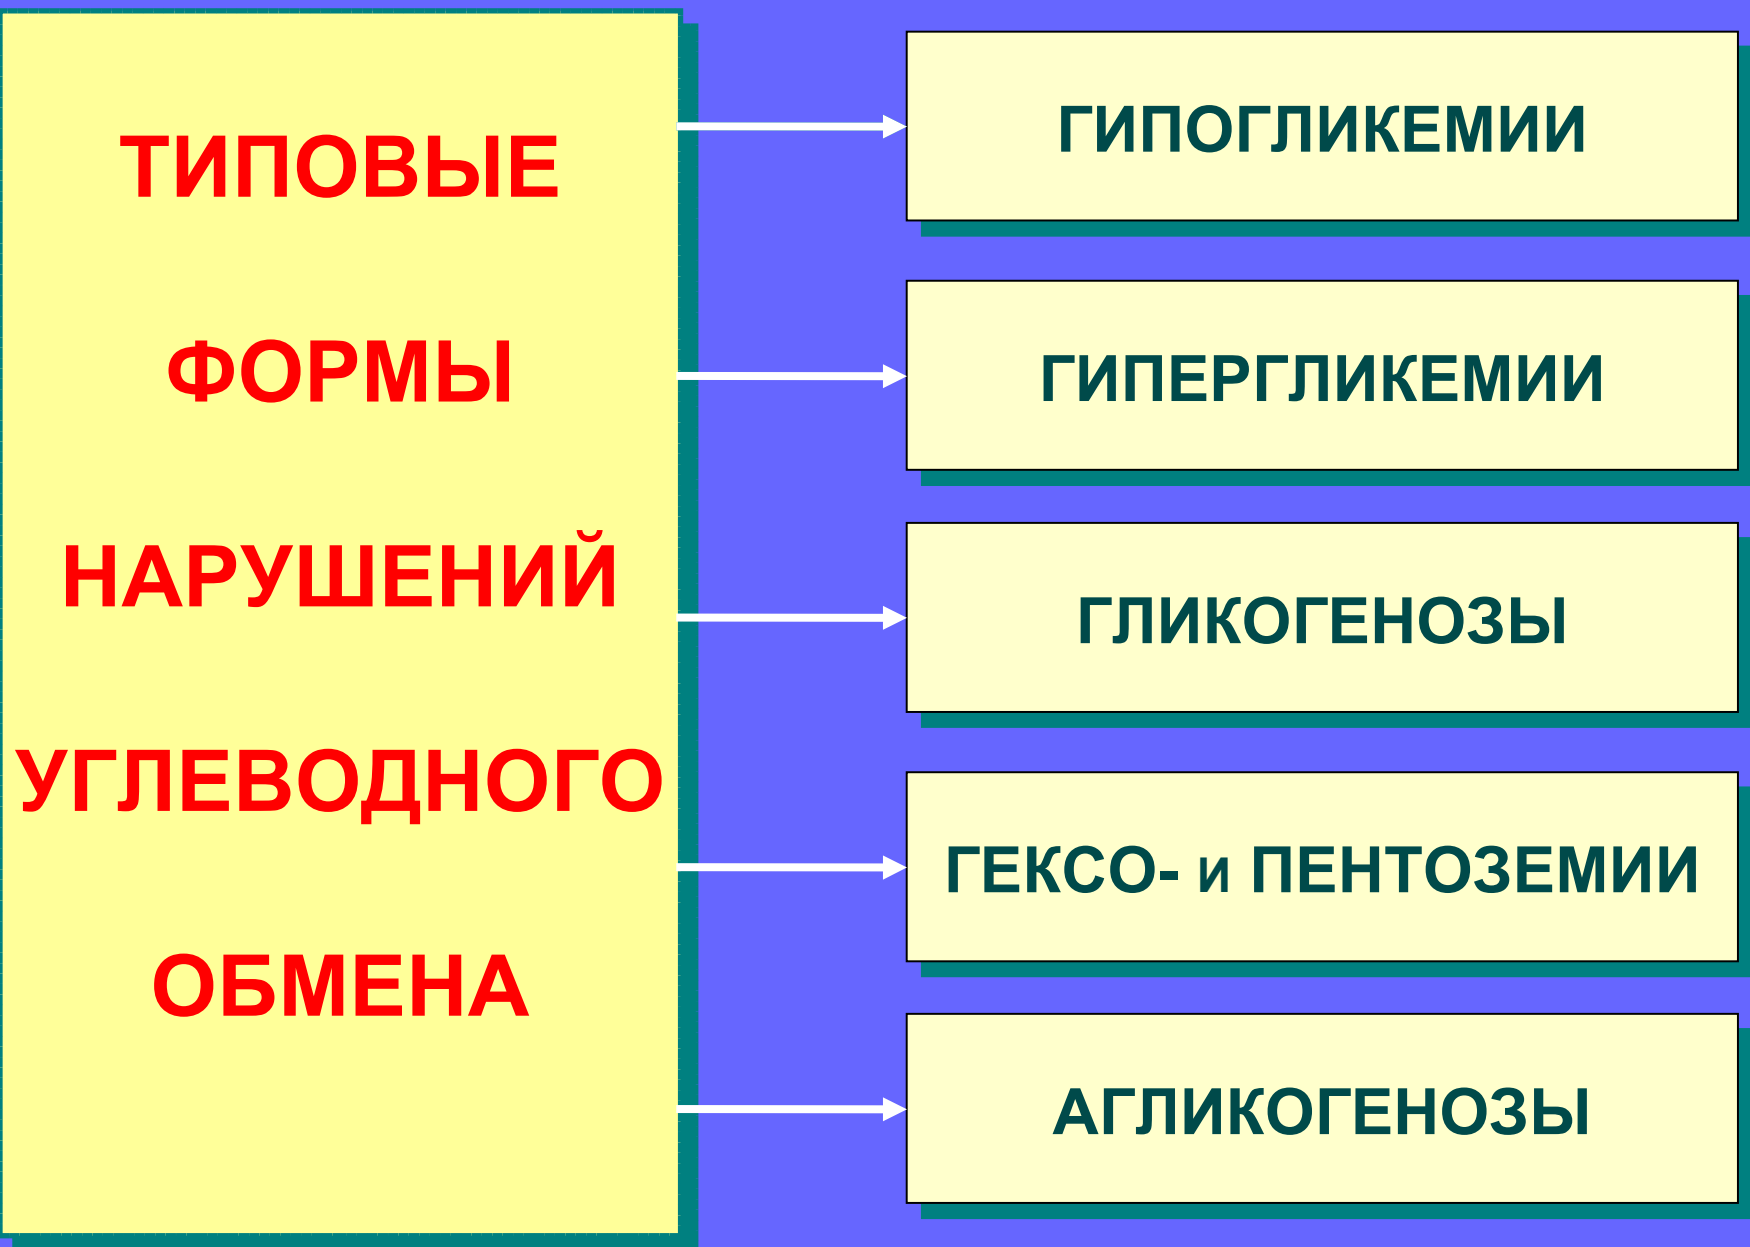 ТИПОВЫЕ
ФОРМЫ
НАРУШЕНИЙ
УГЛЕВОДНОГО
ОБМЕНА
ГИПОГЛИКЕМИИ
ГИПЕРГЛИКЕМИИ
ГЛИКОГЕНОЗЫ
ГЕКСО- и ПЕНТОЗЕМИИ
АГЛИКОГЕНОЗЫ